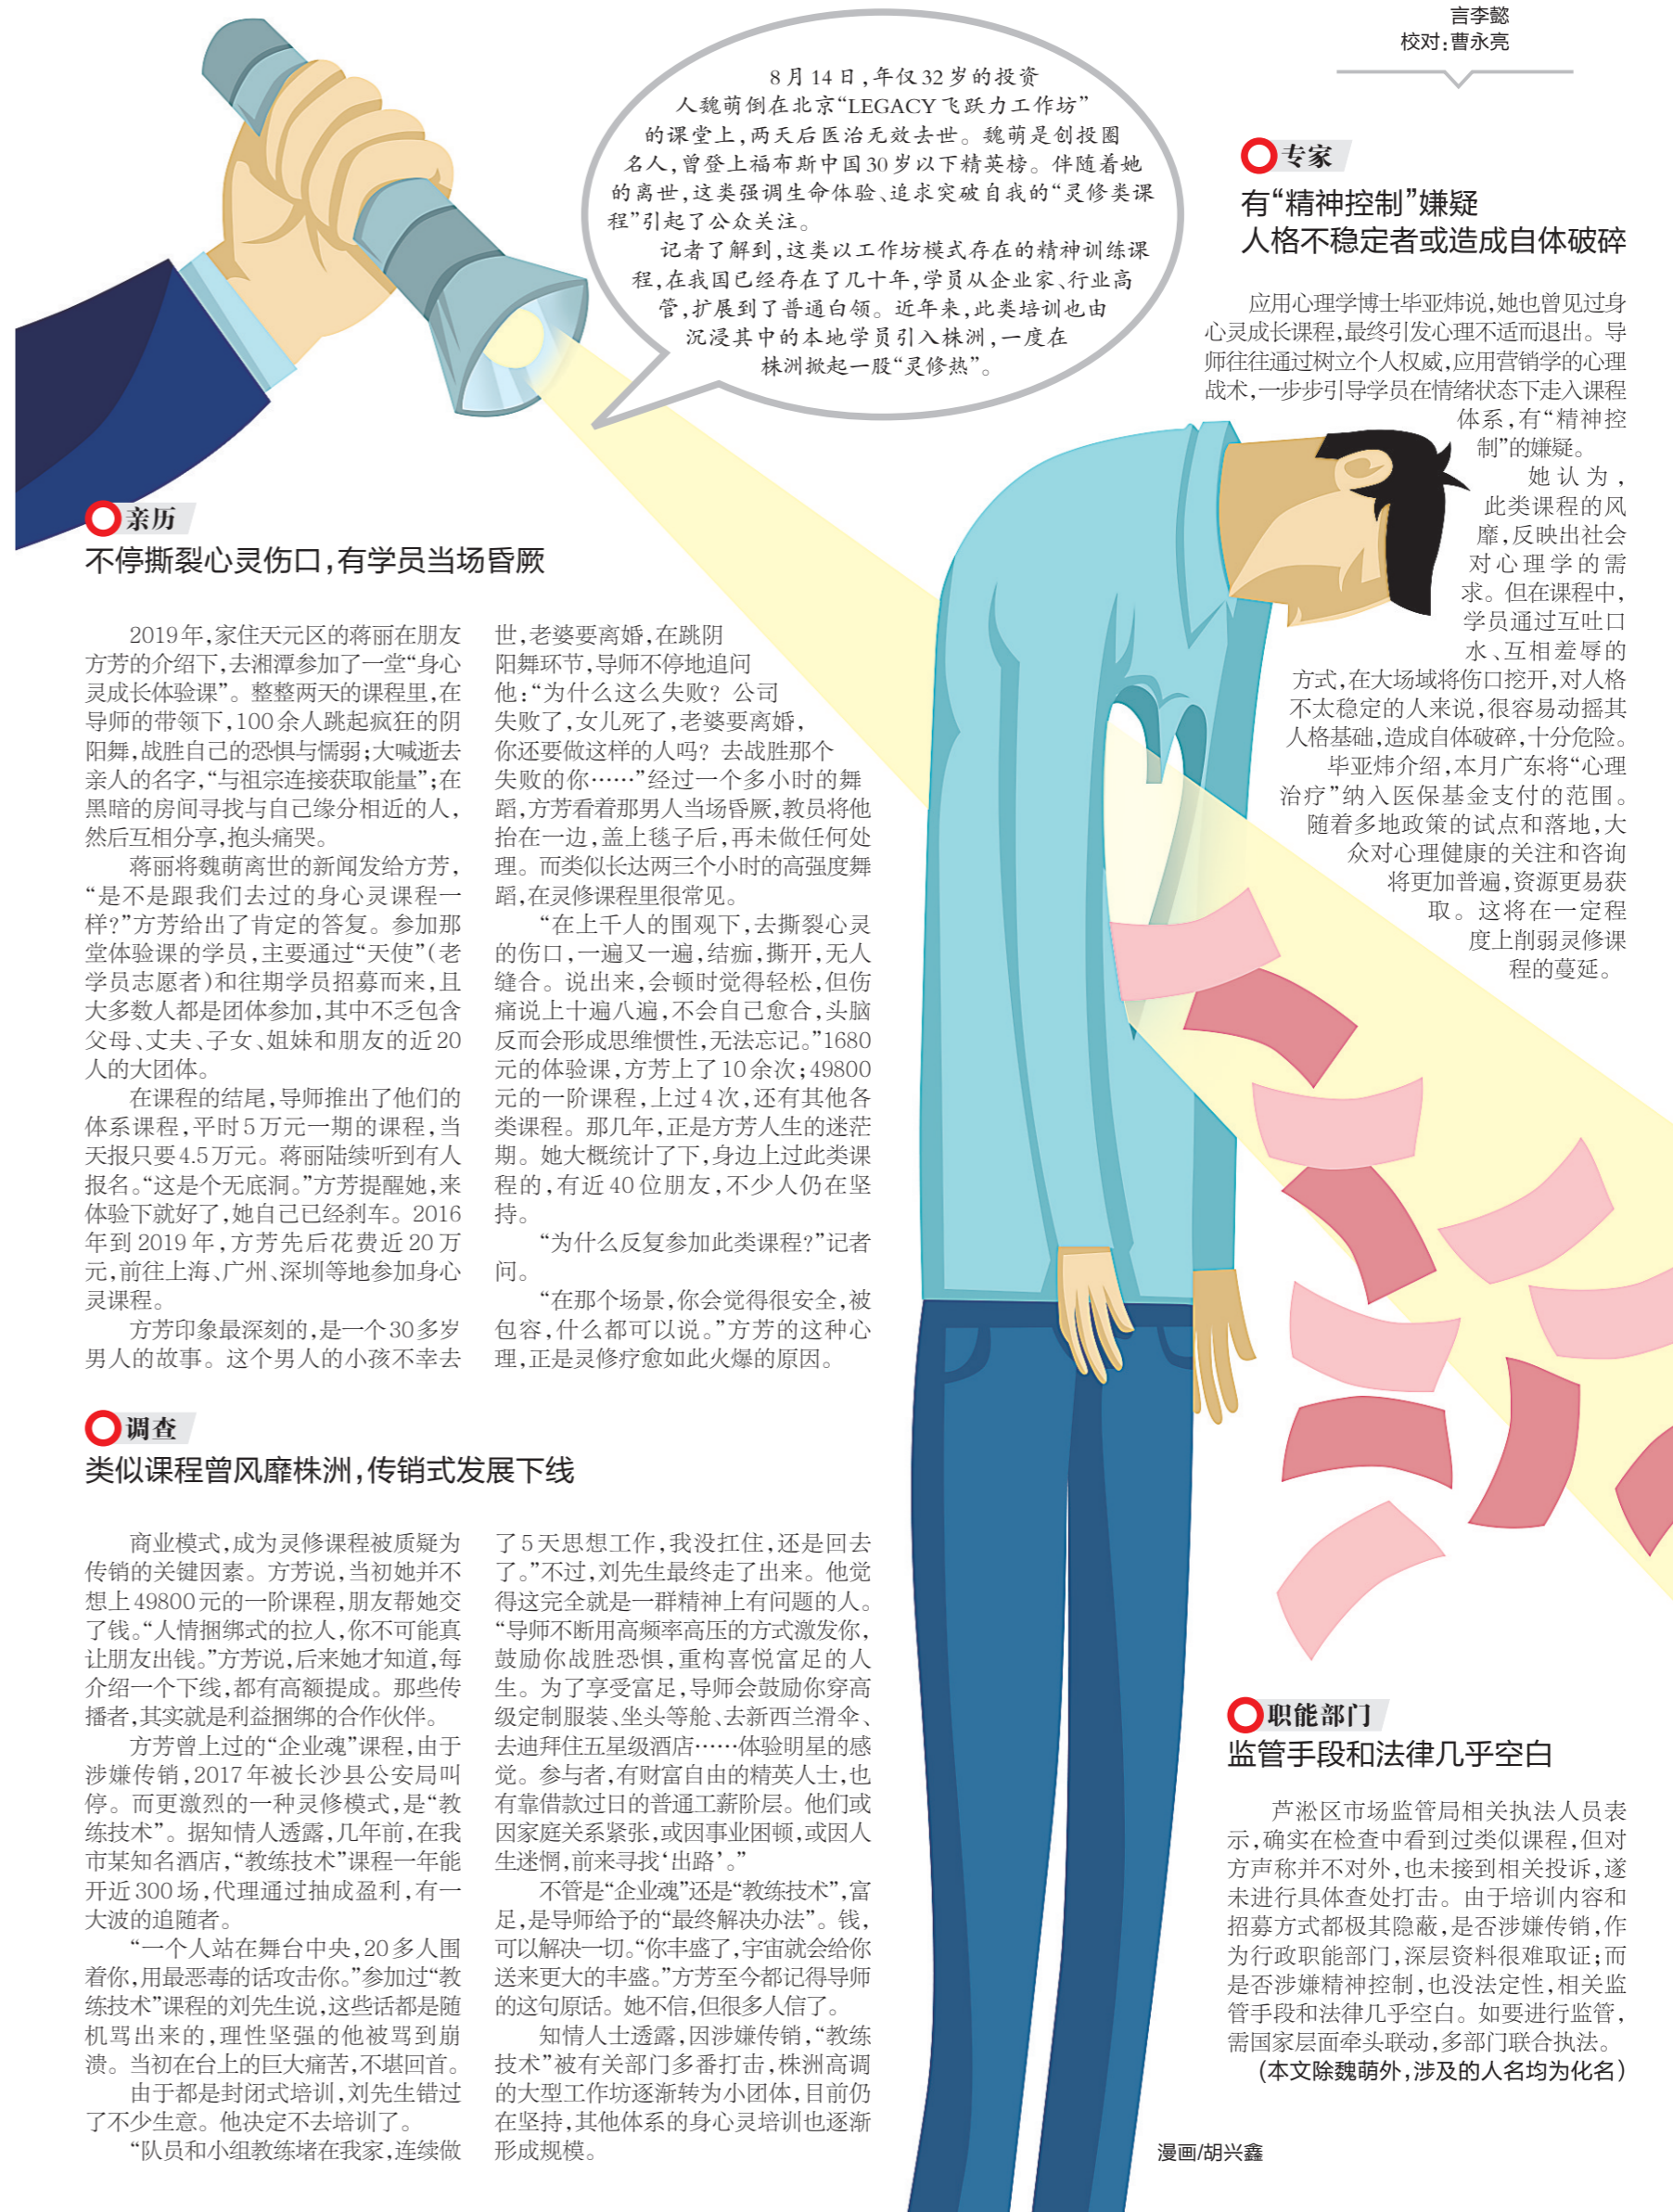 言李懿
校对:曹永亮
8月14日,年仅32岁的投资
人魏萌倒在北京“LEGACY飞跃力工作坊”
的课堂上,两天后医治无效去世。魏萌是创投圈
名人,曾登上福布斯中国30岁以下精英榜。伴随着她
的离世,这类强调生命体验、追求突破自我的“灵修类课
程”引起了公众关注。
记者了解到,这类以工作坊模式存在的精神训练课
程,在我国已经存在了几十年,学员从企业家、行业高
管,扩展到了普通白领。近年来,此类培训也由
沉浸其中的本地学员引入株洲,一度在
株洲掀起一股“灵修热”。
亲历
不停撕裂心灵伤口,有学员当场昏厥
2019年,家住天元区的蒋丽在朋友
方芳的介绍下,去湘潭参加了一堂“身心
灵成长体验课”。整整两天的课程里,在
导师的带领下,100余人跳起疯狂的阴
阳舞,战胜自己的恐惧与懦弱;大喊逝去
亲人的名字,“与祖宗连接获取能量”;在
黑暗的房间寻找与自己缘分相近的人,
然后互相分享,抱头痛哭。
蒋丽将魏萌离世的新闻发给方芳,
“是不是跟我们去过的身心灵课程一
样?”方芳给出了肯定的答复。参加那
堂体验课的学员,主要通过“天使”(老
学员志愿者)和往期学员招募而来,且
大多数人都是团体参加,其中不乏包含
父母、丈夫、子女、姐妹和朋友的近20
人的大团体。
在课程的结尾,导师推出了他们的
体系课程,平时5万元一期的课程,当
天报只要4.5万元。蒋丽陆续听到有人
报名。“这是个无底洞。”方芳提醒她,来
体验下就好了,她自己已经刹车。2016
年到2019年,方芳先后花费近20万
元,前往上海、广州、深圳等地参加身心
灵课程。
方芳印象最深刻的,是一个30多岁
男人的故事。这个男人的小孩不幸去
世,老婆要离婚,在跳阴
阳舞环节,导师不停地追问
他:“为什么这么失败?公司
失败了,女儿死了,老婆要离婚,
你还要做这样的人吗?去战胜那个
失败的你……”经过一个多小时的舞
蹈,方芳看着那男人当场昏厥,教员将他
抬在一边,盖上毯子后,再未做任何处
理。而类似长达两三个小时的高强度舞
蹈,在灵修课程里很常见。
“在上千人的围观下,去撕裂心灵
的伤口,一遍又一遍,结痂,撕开,无人
缝合。说出来,会顿时觉得轻松,但伤
痛说上十遍八遍,不会自己愈合,头脑
反而会形成思维惯性,无法忘记。”1680
元的体验课,方芳上了10余次;49800
元的一阶课程,上过4次,还有其他各
类课程。那几年,正是方芳人生的迷茫
期。她大概统计了下,身边上过此类课
程的,有近40位朋友,不少人仍在坚
持。
“为什么反复参加此类课程?”记者
问。
“在那个场景,你会觉得很安全,被
包容,什么都可以说。”方芳的这种心
理,正是灵修疗愈如此火爆的原因。
调查
类似课程曾风靡株洲,传销式发展下线
商业模式,成为灵修课程被质疑为
传销的关键因素。方芳说,当初她并不
想上49800元的一阶课程,朋友帮她交
了钱。“人情捆绑式的拉人,你不可能真
让朋友出钱。”方芳说,后来她才知道,每
介绍一个下线,都有高额提成。那些传
播者,其实就是利益捆绑的合作伙伴。
方芳曾上过的“企业魂”课程,由于
涉嫌传销,2017年被长沙县公安局叫
停。而更激烈的一种灵修模式,是“教
练技术”。据知情人透露,几年前,在我
市某知名酒店,“教练技术”课程一年能
开近300场,代理通过抽成盈利,有一
大波的追随者。
“一个人站在舞台中央,20多人围
着你,用最恶毒的话攻击你。”参加过“教
练技术”课程的刘先生说,这些话都是随
机骂出来的,理性坚强的他被骂到崩
溃。当初在台上的巨大痛苦,不堪回首。
由于都是封闭式培训,刘先生错过
了不少生意。他决定不去培训了。
“队员和小组教练堵在我家,连续做
了5天思想工作,我没扛住,还是回去
了。”不过,刘先生最终走了出来。他觉
得这完全就是一群精神上有问题的人。
“导师不断用高频率高压的方式激发你,
鼓励你战胜恐惧,重构喜悦富足的人
生。为了享受富足,导师会鼓励你穿高
级定制服装、坐头等舱、去新西兰滑伞、
去迪拜住五星级酒店……体验明星的感
觉。参与者,有财富自由的精英人士,也
有靠借款过日的普通工薪阶层。他们或
因家庭关系紧张,或因事业困顿,或因人
生迷惘,前来寻找‘出路’。”
不管是“企业魂”还是“教练技术”,富
足,是导师给予的“最终解决办法”。钱,
可以解决一切。“你丰盛了,宇宙就会给你
送来更大的丰盛。”方芳至今都记得导师
的这句原话。她不信,但很多人信了。
知情人士透露,因涉嫌传销,“教练
技术”被有关部门多番打击,株洲高调
的大型工作坊逐渐转为小团体,目前仍
在坚持,其他体系的身心灵培训也逐渐
形成规模。
专家
有“精神控制”嫌疑
人格不稳定者或造成自体破碎
应用心理学博士毕亚炜说,她也曾见过身
心灵成长课程,最终引发心理不适而退出。导
师往往通过树立个人权威,应用营销学的心理
战术,一步步引导学员在情绪状态下走入课程
体系,有“精神控
制”的嫌疑。
她认为,
此类课程的风
靡,反映出社会
对心理学的需
求。但在课程中,
学员通过互吐口
水、互相羞辱的
方式,在大场域将伤口挖开,对人格
不太稳定的人来说,很容易动摇其
人格基础,造成自体破碎,十分危险。
毕亚炜介绍,本月广东将“心理
治疗”纳入医保基金支付的范围。
随着多地政策的试点和落地,大
众对心理健康的关注和咨询
将更加普遍,资源更易获
取。这将在一定程
度上削弱灵修课
程的蔓延。
职能部门
监管手段和法律几乎空白
芦淞区市场监管局相关执法人员表
示,确实在检查中看到过类似课程,但对
方声称并不对外,也未接到相关投诉,遂
未进行具体查处打击。由于培训内容和
招募方式都极其隐蔽,是否涉嫌传销,作
为行政职能部门,深层资料很难取证;而
是否涉嫌精神控制,也没法定性,相关监
管手段和法律几乎空白。如要进行监管,
需国家层面牵头联动,多部门联合执法。
(本文除魏萌外,涉及的人名均为化名)
漫画/胡兴鑫